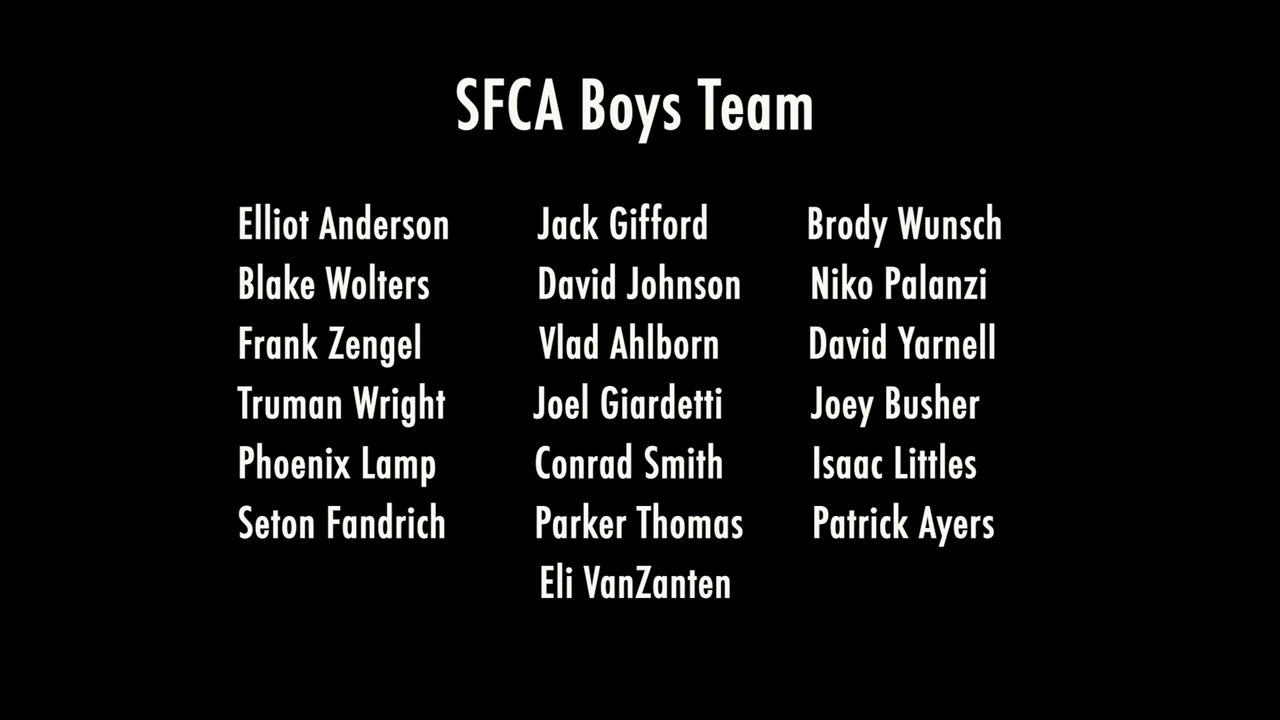 SFCA Boys Team
Elliot Anderson Jack Gifford Brody Wunsch
Blake Wolters David Johnson Niko Palanzi
Frank Zengel Vlad Ahlborn David Yarnell
Truman Wright Joel Giardetti Joey Busher
Phoenix Lamp Conrad Smith Isaac Littles
Seton Fandrich Parker Thomas Patrick Ayers
Eli VanZanten